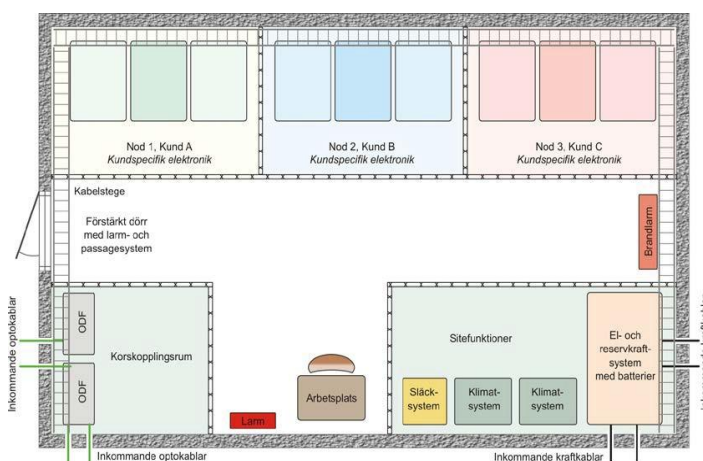 Nod 1, Kund A
Kundspecifik elektronik
Nod 2, Kund B
Kundspecifik elektronik
Nod 3, Kund C
Kundspecifik elektronik
Kabelstege
Förstärkt dörr
med larm- och
passagesystem
Brandlarm
Inkommande optokablar
ODF
ODF
Korskopplingsrum
Arbetsplats
Larm
Sitefunktioner
Släck-
system
Klimat-
system
Klimat-
system
El- och
reservkraft-
system
med batterier
Inkommande optokablar
Inkommande kraftkablar